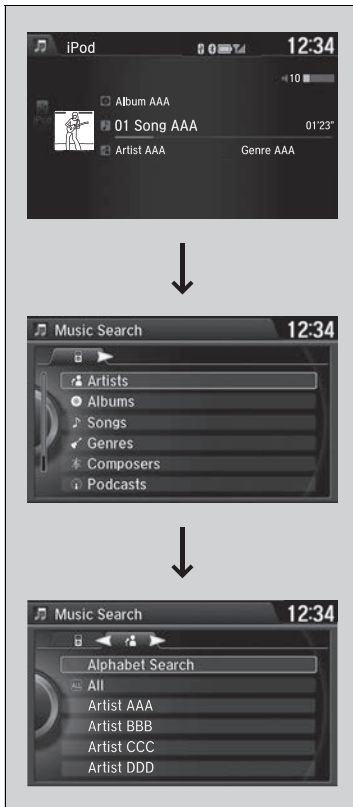 iPod 12:34
10
Album AAA
01 Song AAA 01'23"
Artist AAA Genre AAA
Music Search 12:34
Artists
Albums
Songs
Genres
Composers
Podcasts
Music Search 12:34
Alphabet Search
ALL All
Artist AAA
Artist BBB
Artist CCC
Artist DDD